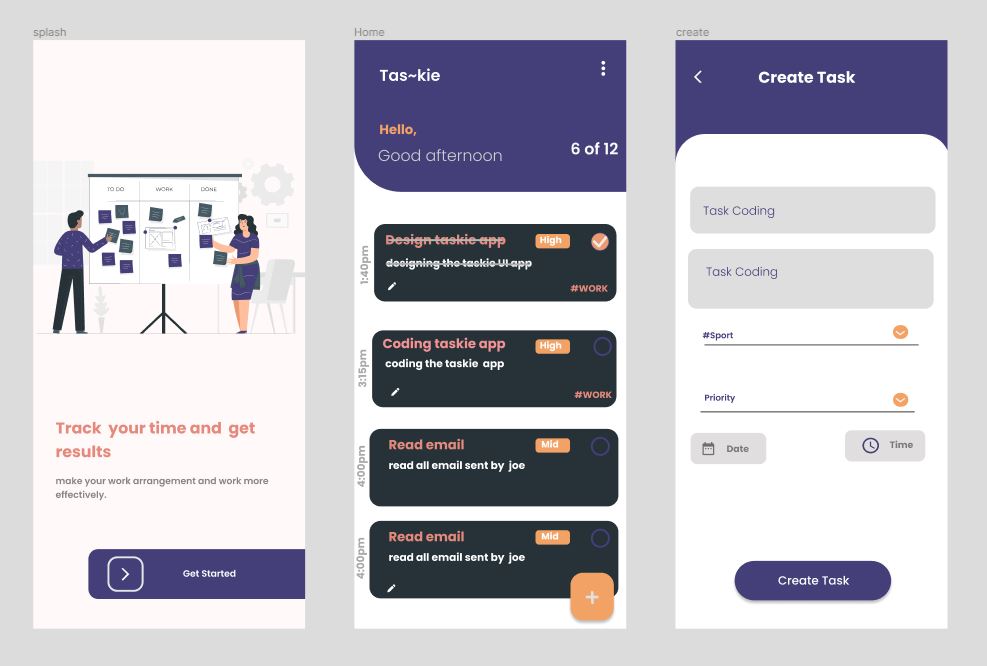 splash
TO DO
WORK
DONE
Track your time and get
results
make your work arrangement and work more
effectively.
Get Started
Home
Tas~kie
Hello,
Good afternoon
6 of 12
1:40pm
Design taskie app
High
designing the taskie UI app
#WORK
3:15pm
Coding taskie app
High
coding the taskie app
#WORK
4:00pm
Read email
Mid
read all email sent by joe
4:00pm
Read email
Mid
read all email sent by joe
+
create
Create Task
Task Coding
Task Coding
#Sport
Priority
Date
Time
Create Task